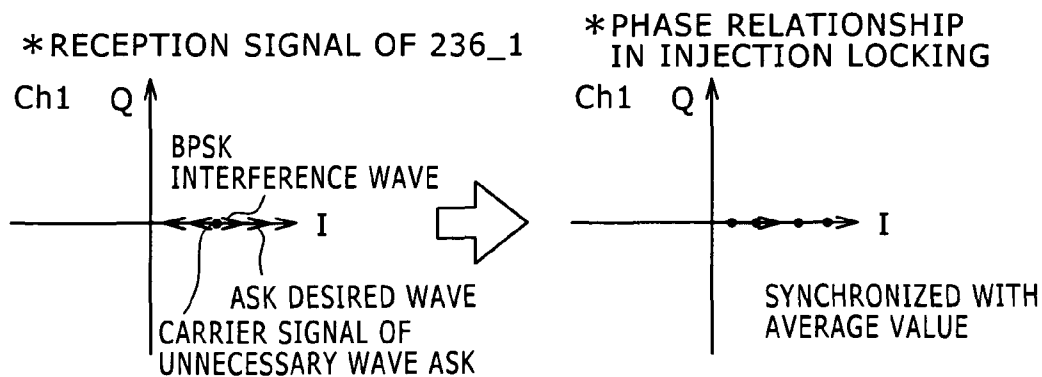 *RECEPTION SIGNAL OF 236_1
Ch1 Q
BPSK
INTERFERENCE WAVE
I
ASK DESIRED WAVE
CARRIER SIGNAL OF
UNNECESSARY WAVE ASK
*PHASE RELATIONSHIP
IN INJECTION LOCKING
Ch1 Q
I
SYNCHRONIZED WITH
AVERAGE VALUE